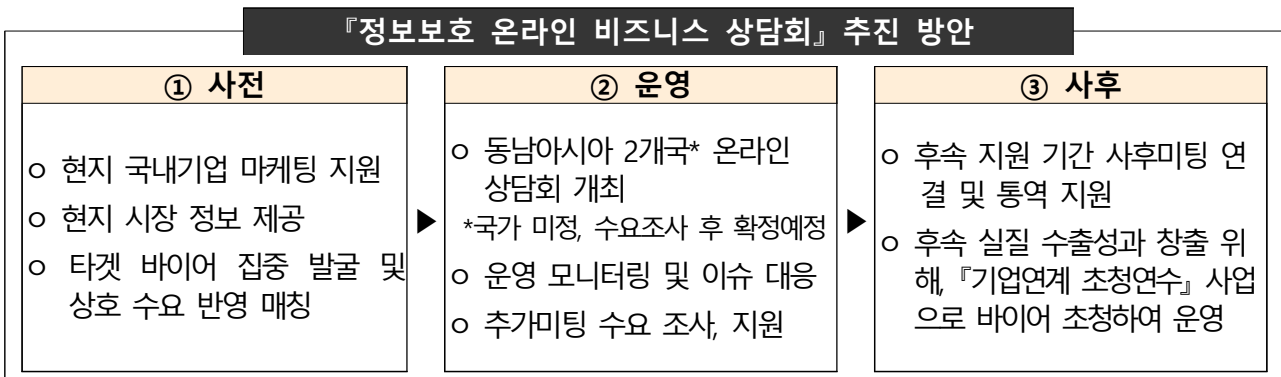 『정보보호 온라인 비즈니스 상담회』 추진 방안
① 사전
ㅇ 현지 국내기업 마케팅 지원
ㅇ 현지 시장 정보 제공
ㅇ 타겟 바이어 집중 발굴 및
상호 수요 반영 매칭
▶
② 운영
ㅇ 동남아시아 2개국* 온라인
상담회 개최
*국가 미정, 수요조사 후 확정예정
ㅇ 운영 모니터링 및 이슈 대응
ㅇ 추가미팅 수요 조사, 지원
▶
③ 사후
ㅇ 후속 지원 기간 사후미팅 연
결 및 통역 지원
ㅇ 후속 실질 수출성과 창출 위
해, 『기업연계 초청연수』 사업
으로 바이어 초청하여 운영